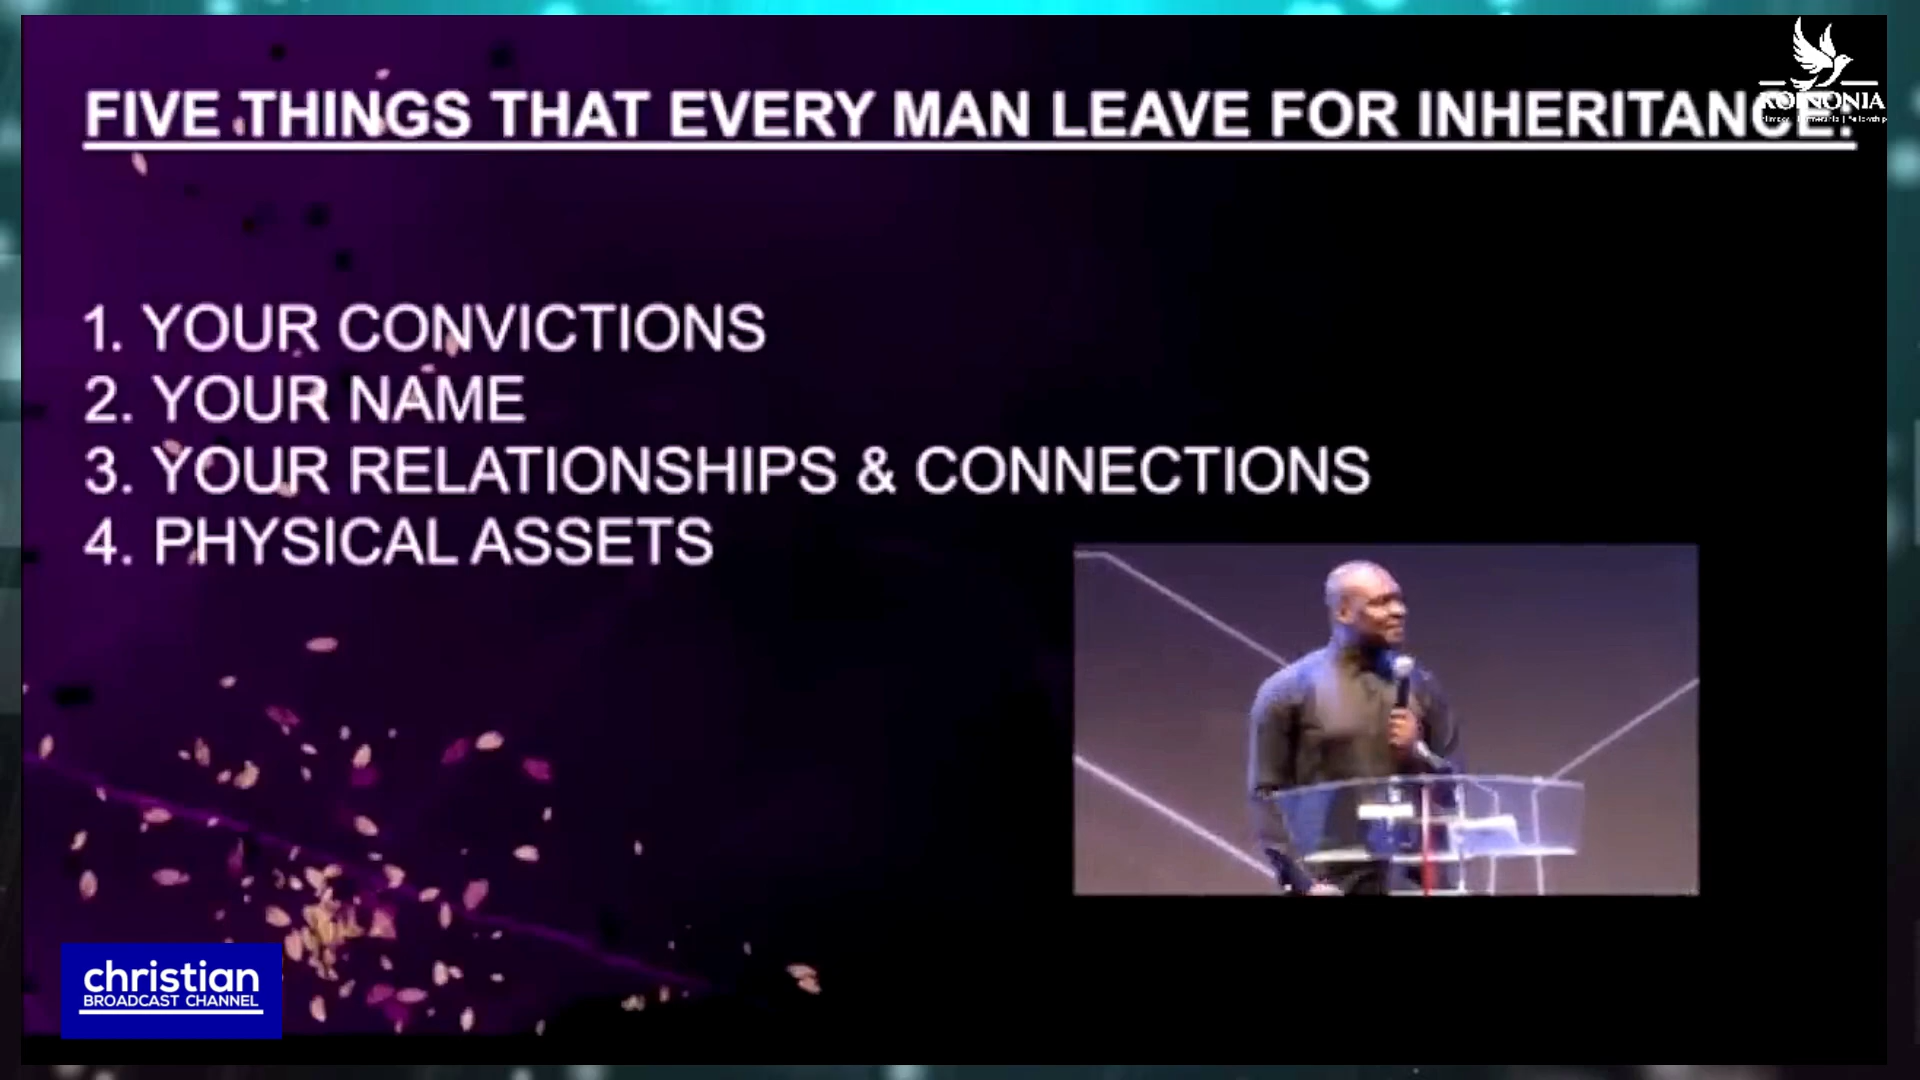 FIVE THINGS THAT EVERY MAN LEAVE FOR INHERITANCE:
KOINONIA
1. YOUR CONVICTIONS
2. YOUR NAME
3. YOUR RELATIONSHIPS & CONNECTIONS
4. PHYSICAL ASSETS
christian
BROADCAST CHANNEL